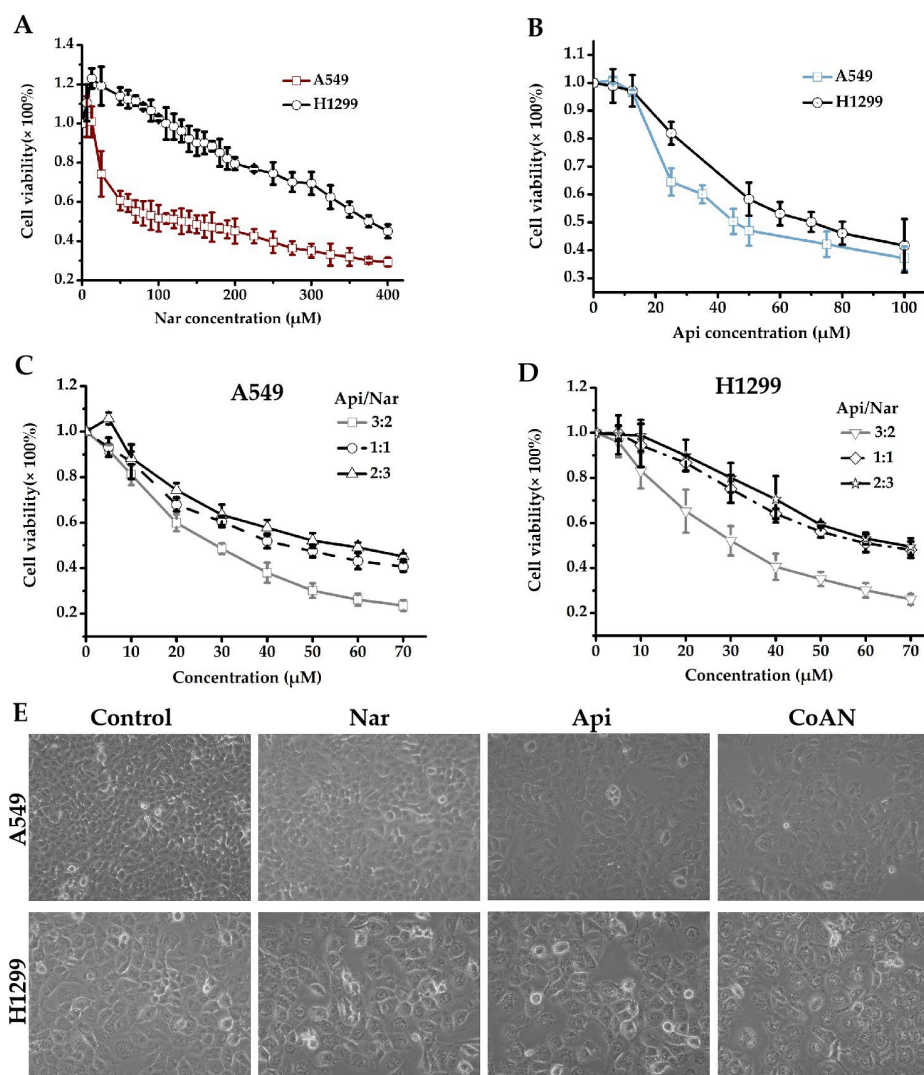 A
B
1.4
1.2
1.0
0.8
0.6
0.4
0.2
Cell viability(× 100%)
A549
H1299
0
100
200
300
400
Nar concentration (μM)
1.0
0.9
0.8
0.7
0.6
0.5
0.4
0.3
Cell viability(× 100%)
A549
H1299
0
20
40
60
80
100
Api concentration (μM)
C
A549
1.2
1.0
0.8
0.6
0.4
0.2
Cell viability(× 100%)
Api/Nar
3:2
1:1
2:3
0
10
20
30
40
50
60
70
Concentration (μM)
D
H1299
1.2
1.0
0.8
0.6
0.4
0.2
Cell viability(× 100%)
Api/Nar
3:2
1:1
2:3
0
10
20
30
40
50
60
70
Concentration (μM)
E
Control
Nar
Api
CoAN
A549
H1299